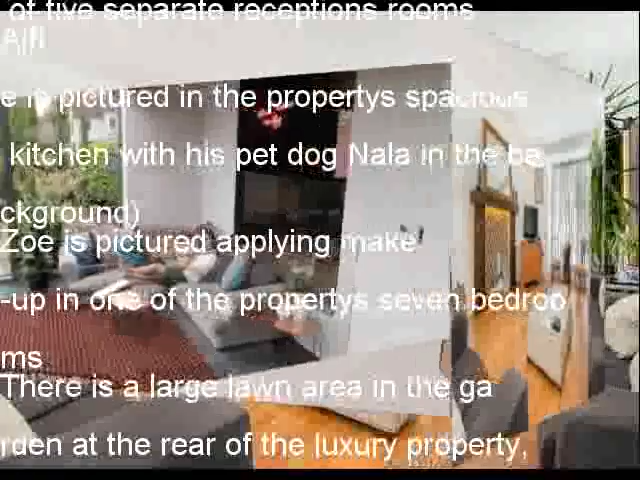 of five separate receptions rooms
Alfi
e is pictured in the propertys spacious
kitchen with his pet dog Nala in the ba
ckground)
Zoe is pictured applying make
-up in one of the propertys seven bedroo
ms
There is a large lawn area in the ga
rden at the rear of the luxury property,